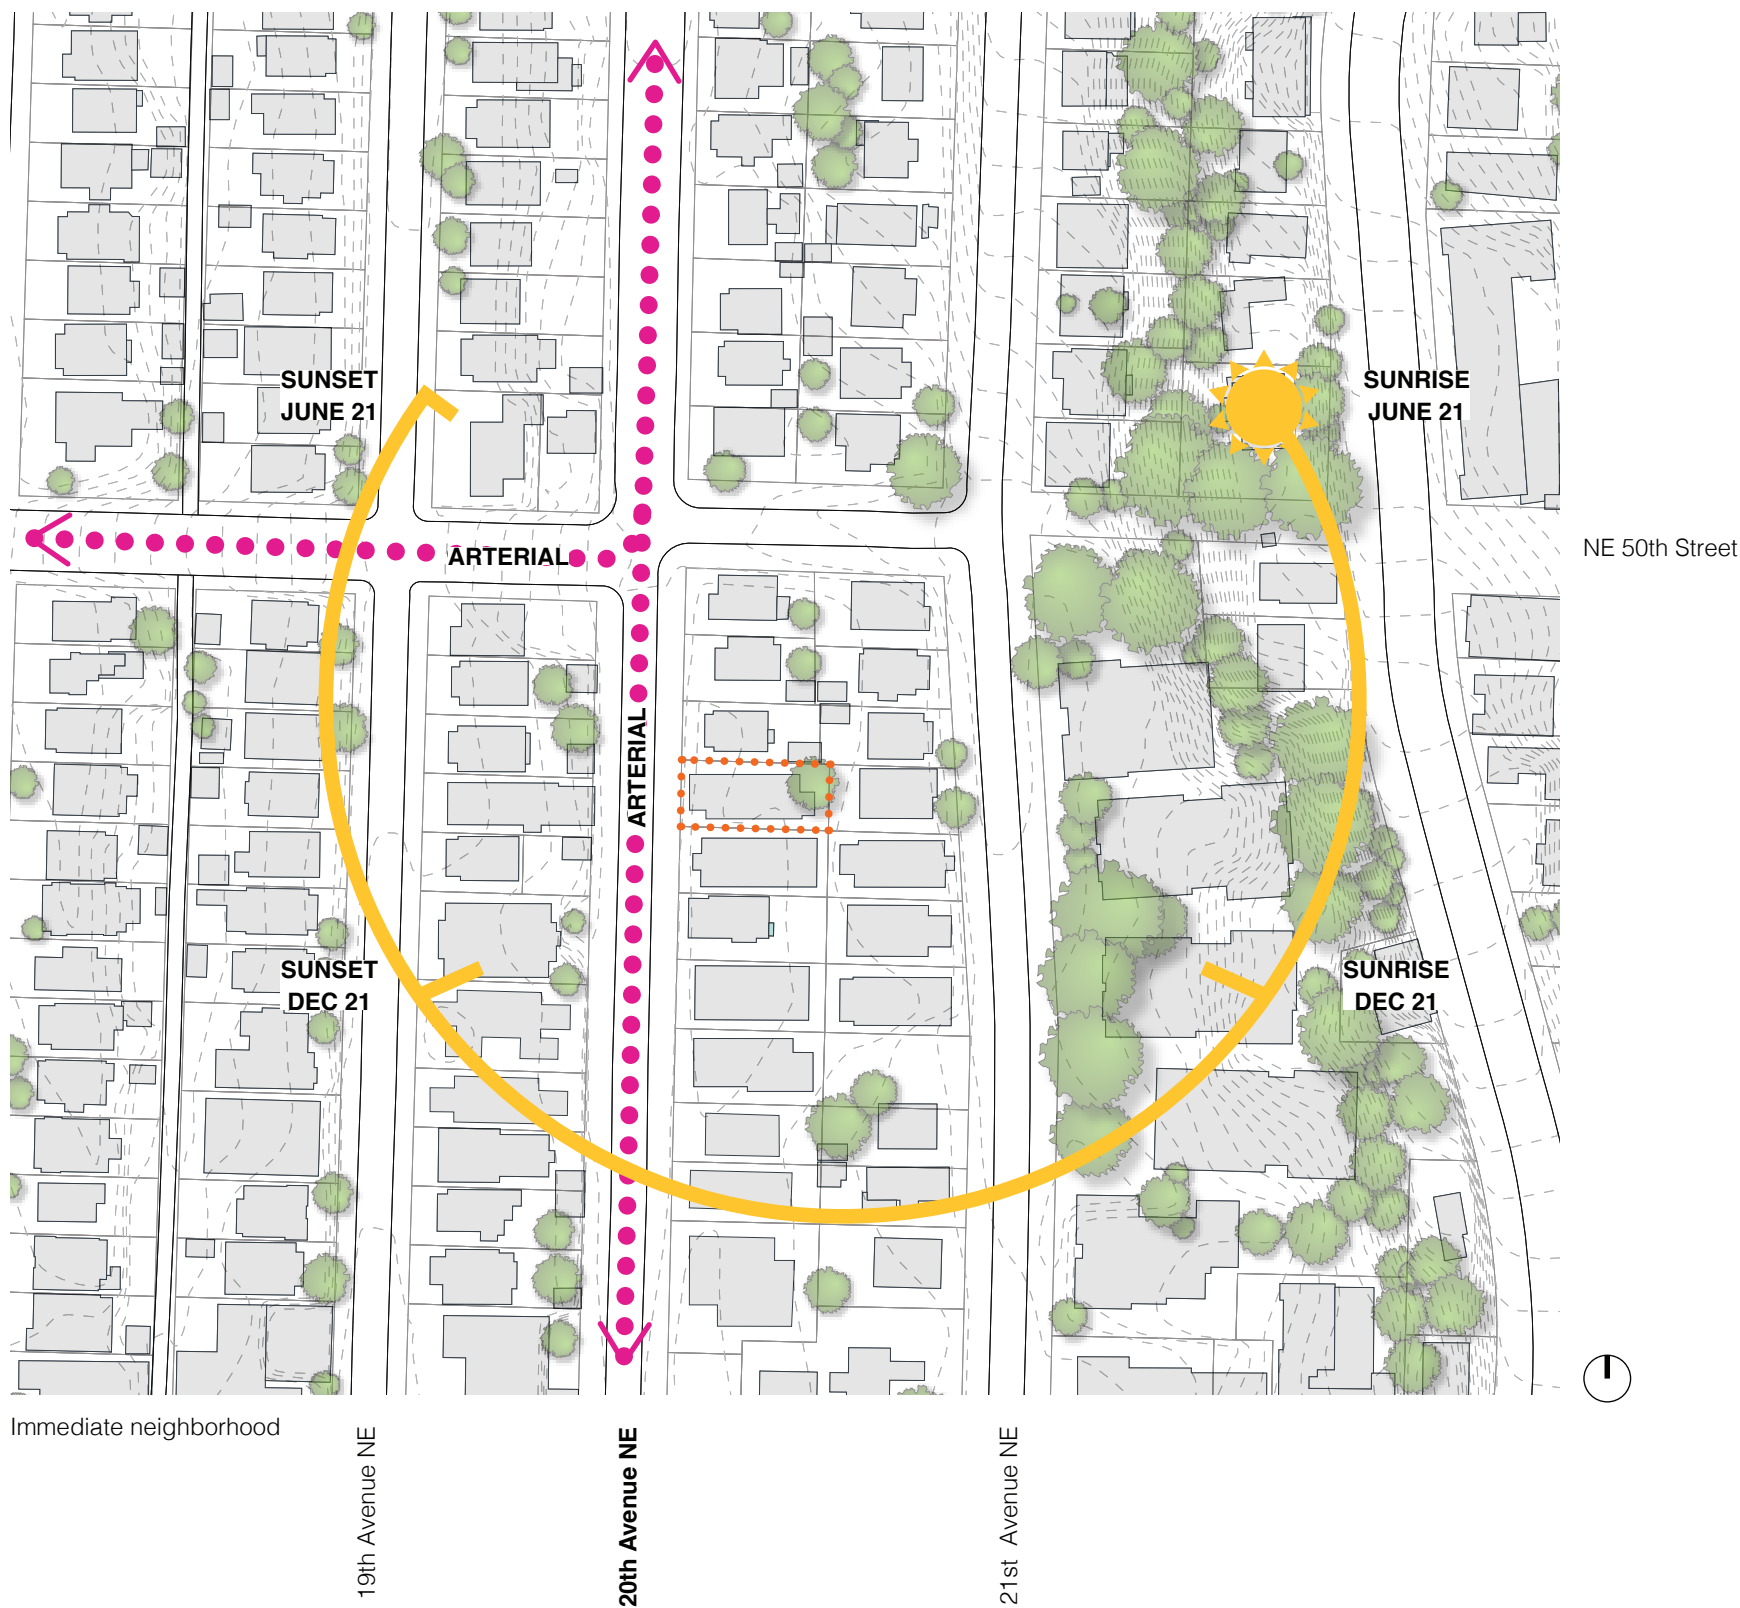 SUNSET
JUNE 21
SUNRISE
JUNE 21
ARTERIAL
NE 50th Street
ARTERIAL
SUNSET
DEC 21
SUNRISE
DEC 21
Immediate neighborhood
19th Avenue NE
20th Avenue NE
21st Avenue NE